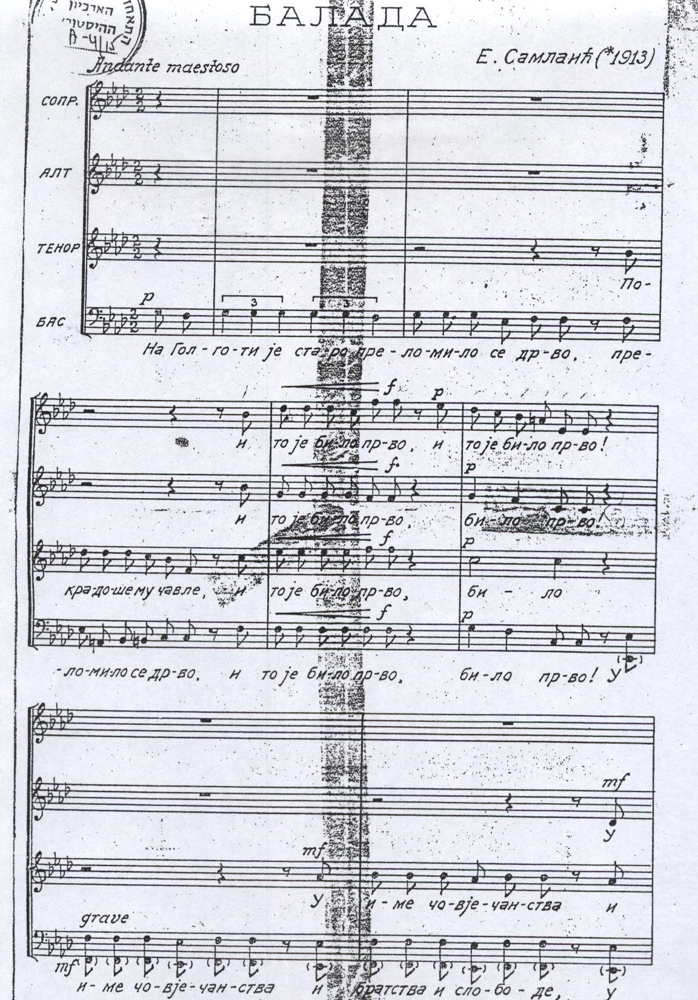 האחד
הארכיון
ההיסטורי
БАЛАДА
Andante maestoso
Е. Самлаић (*1913)
СОПР.
АЛТ
ТЕНОР
По-
p
3 3
БАС
На Гол-го-ти је ста-ро пре-ло-ми-ло се др-во, пре-
f p
и то је би-ло пр-во, и то је би-ло пр-во!
f p
и то је би-ло пр-во, би-ло пр-во!
f p
кра-до-ше му чавле, и то је би-ло пр-во, би-ло
f p
-ло-ми-ло се др-во, и то је би-ло пр-во, би-ло пр-во! У
mf
У
mf
У и-ме чо-вје-чан-ства и
grave
mf
и-ме чо-вје-чан-ства и братства и сло-бо-де, у